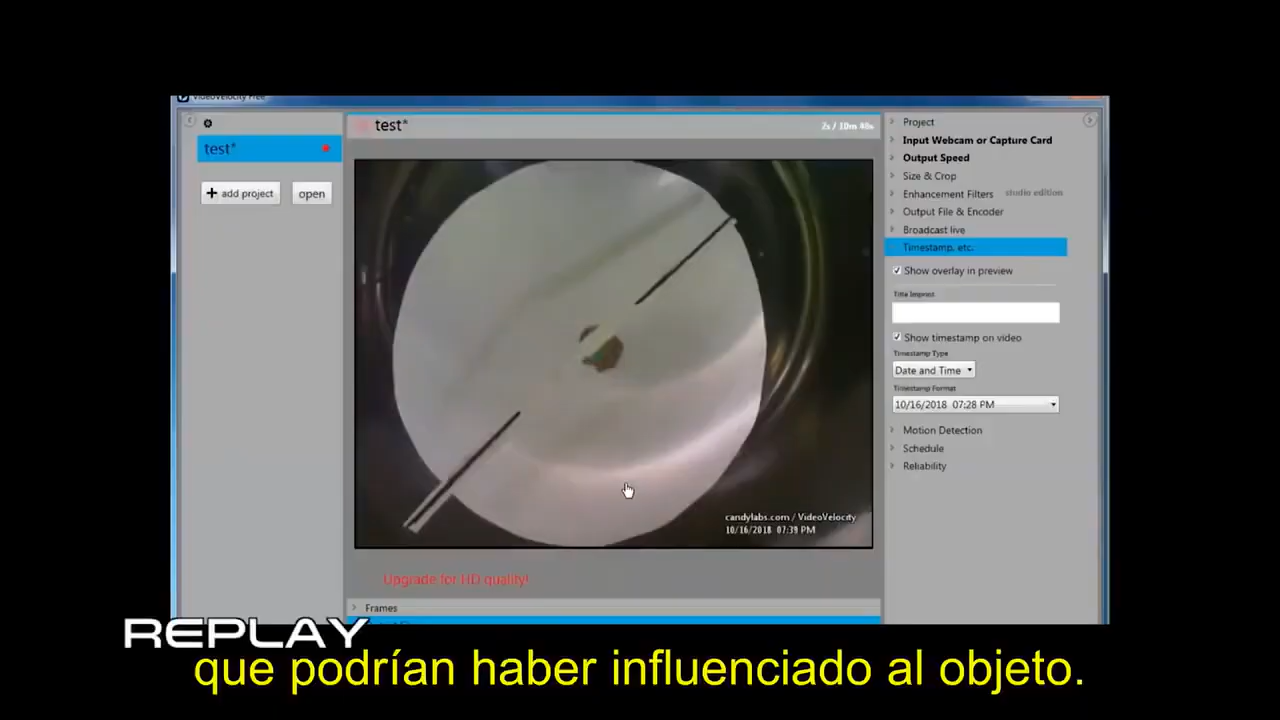 VideoVelocity Free
test*
2s / 10m 48s
test*
+ add project
open
Project
Input Webcam or Capture Card
Output Speed
Size & Crop
Enhancement Filters studio edition
Output File & Encoder
Broadcast live
Timestamp, etc.
Show overlay in preview
Title Imprint
Show timestamp on video
Timestamp Type
Date and Time
Timestamp Format
10/16/2018 07:28 PM
Motion Detection
Schedule
Reliability
candylabs.com / VideoVelocity
10/16/2018 07:39 PM
Upgrade for HD quality!
Frames
REPLAY
que podrían haber influenciado al objeto.